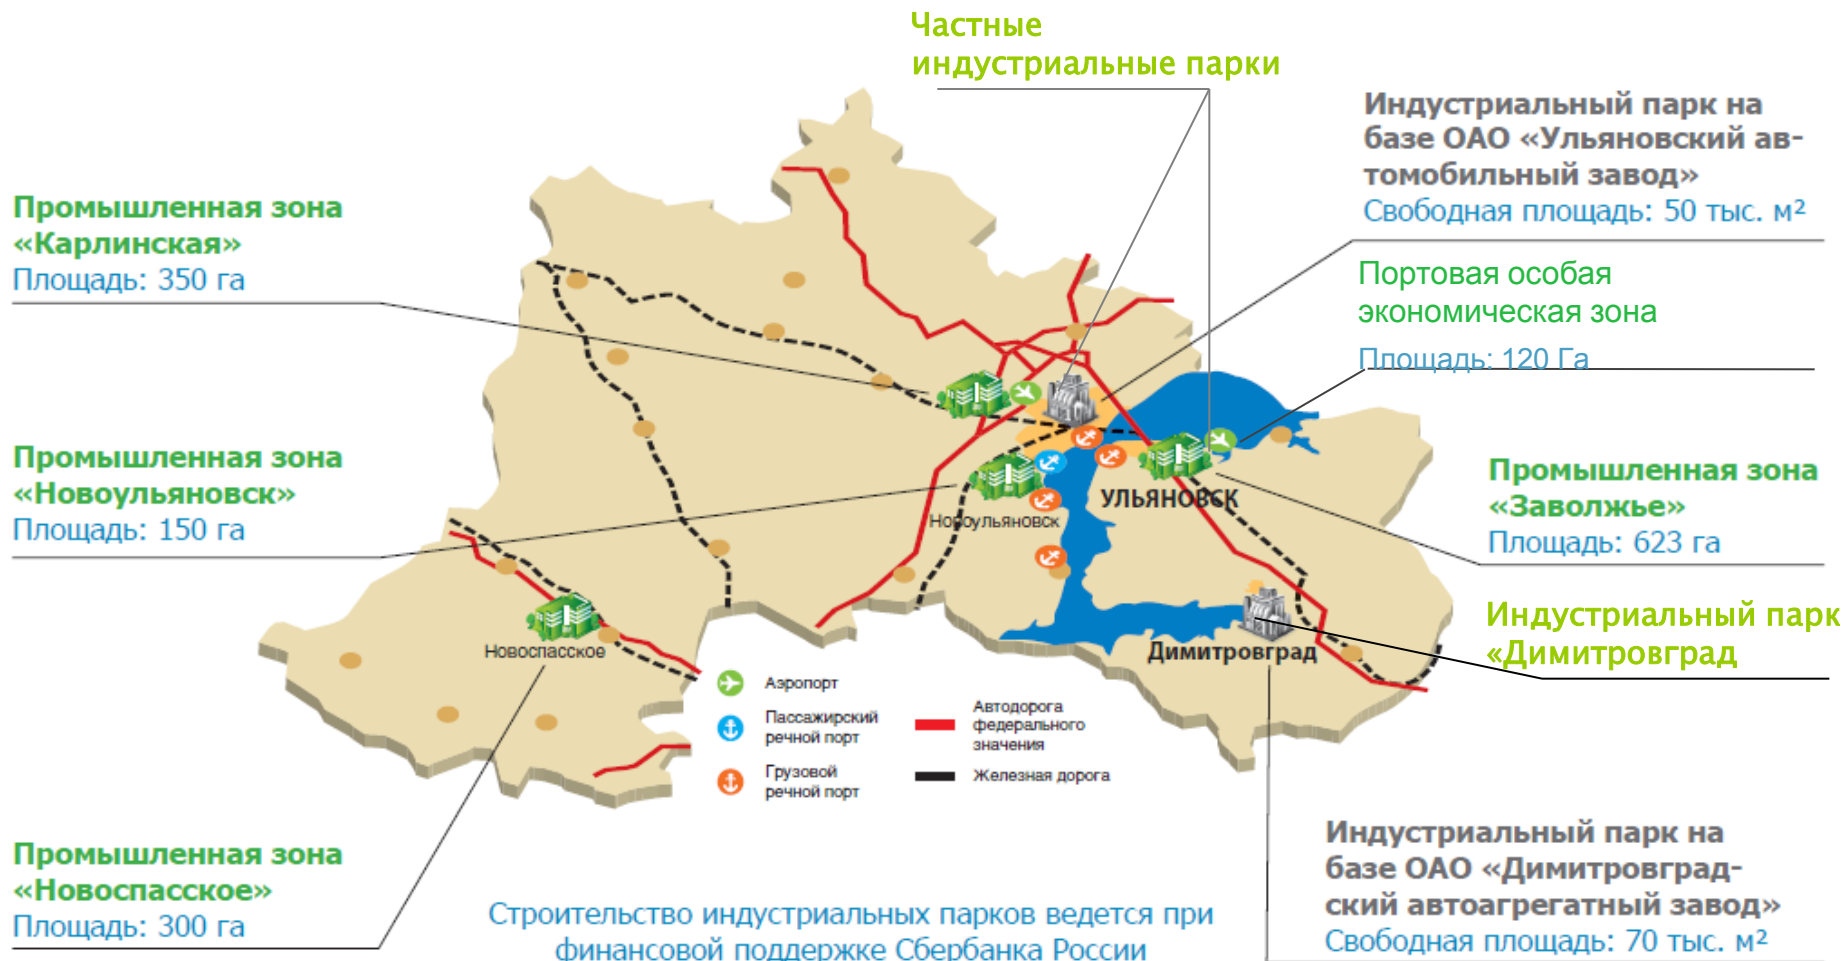 Частные
индустриальные парки
Индустриальный парк на
базе ОАО «Ульяновский ав-
томобильный завод»
Свободная площадь: 50 тыс. м²
Промышленная зона
«Карлинская»
Площадь: 350 га
Портовая особая
экономическая зона
Площадь: 120 Га
Промышленная зона
«Новоульяновск»
Площадь: 150 га
Промышленная зона
«Заволжье»
Площадь: 623 га
УЛЬЯНОВСК
Новоульяновск
Индустриальный парк
«Димитровград
Новоспасское
Димитровград
Аэропорт
Пассажирский
речной порт
Грузовой
речной порт
Автодорога
федерального
значения
Железная дорога
Промышленная зона
«Новоспасское»
Площадь: 300 га
Строительство индустриальных парков ведется при
финансовой поддержке Сбербанка России
Индустриальный парк на
базе ОАО «Димитровград-
ский автоагрегатный завод»
Свободная площадь: 70 тыс. м²